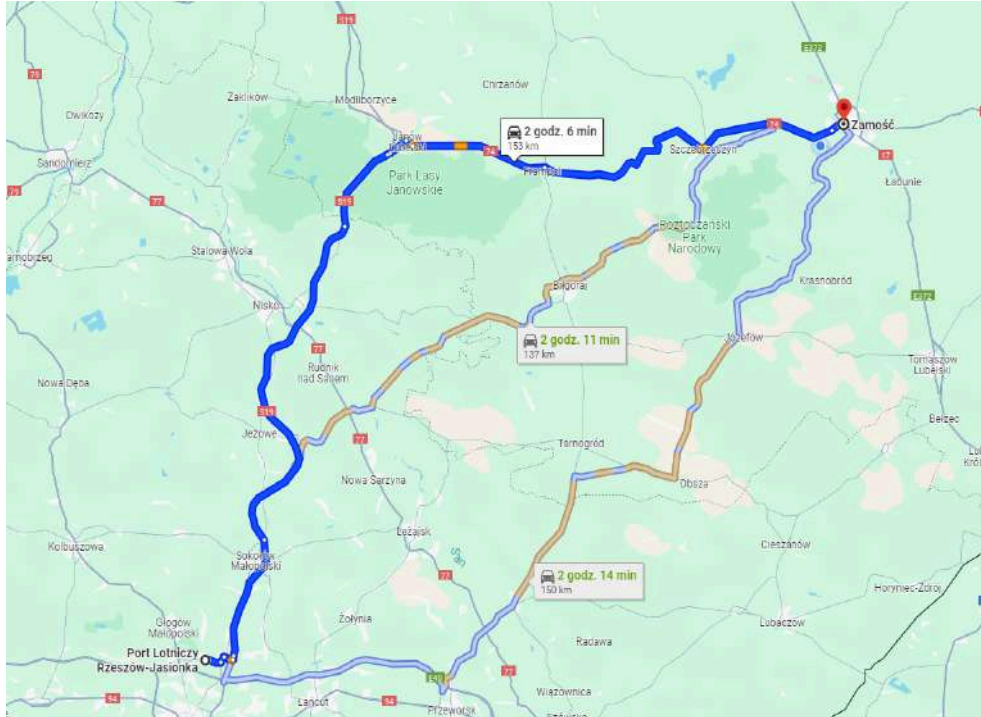 S19
E372
79
Chrzanów
Zaklików
Modliborzyce
Dwikozy
2 godz. 6 min
153 km
Zamość
74
Janów
74
Szczebrzeszyn
Frampol
Sandomierz
17
Łabunie
Park Lasy
Janowskie
79
77
S19
Roztoczański
Park
Narodowy
Stalowa Wola
Krasnobród
Biłgoraj
E372
Nisko
2 godz. 11 min
137 km
Józefów
77
Tomaszów
Lubelski
Rudnik
nad Sanem
Nowa Dęba
S19
Bełżec
Jeżowe
77
Tarnogród
Nowa Sarzyna
Obsza
Leżajsk
Kolbuszowa
San
Cieszanów
Sokołów
Małopolski
2 godz. 14 min
150 km
Horyniec-Zdrój
Żołynia
Głogów
Małopolski
Lubaczów
Radawa
Port Lotniczy
Rzeszów-Jasionka
77
E40
Wiązownica
94
Łańcut
94
Przeworsk